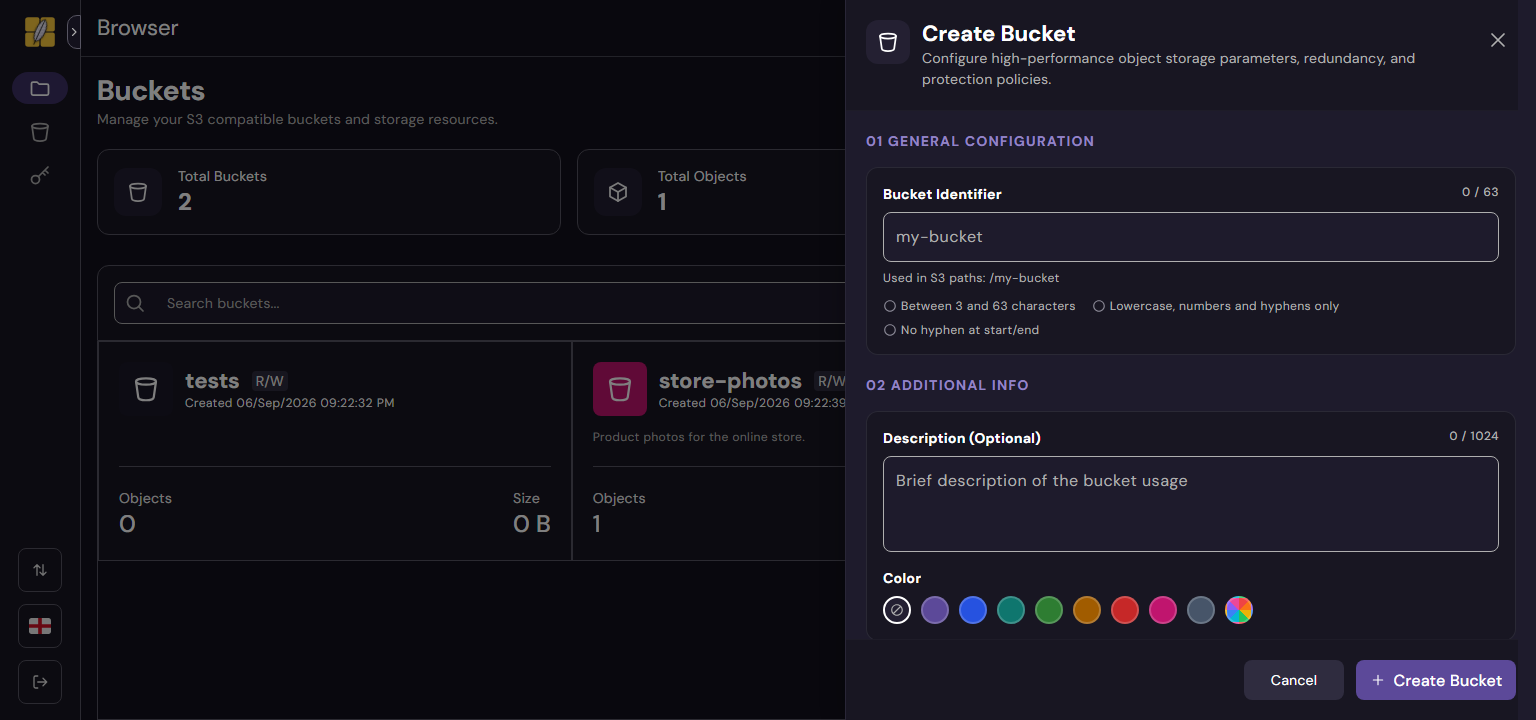 Browser
Buckets
Manage your S3 compatible buckets and storage resources.
Total Buckets
2
Total Objects
1
Search buckets...
tests R/W
Created 06/Sep/2026 09:22:32 PM
Objects
0
Size
0 B
store-photos R/W
Created 06/Sep/2026 09:22:39
Product photos for the online store.
Objects
1
Create Bucket
Configure high-performance object storage parameters, redundancy, and
protection policies.
01 GENERAL CONFIGURATION
Bucket Identifier 0 / 63
my-bucket
Used in S3 paths: /my-bucket
Between 3 and 63 characters Lowercase, numbers and hyphens only
No hyphen at start/end
02 ADDITIONAL INFO
Description (Optional) 0 / 1024
Brief description of the bucket usage
Color
Cancel + Create Bucket